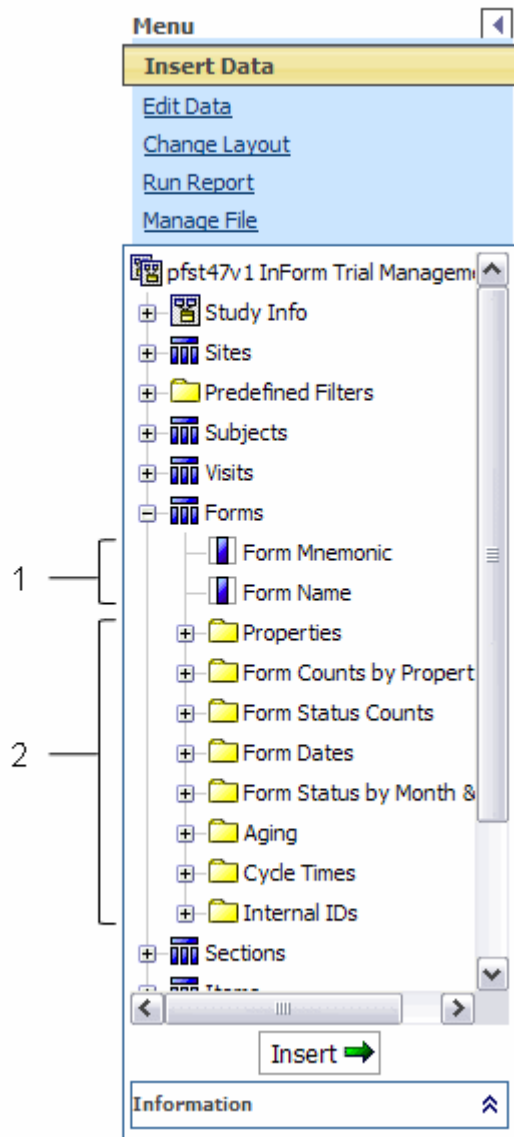 Menu
Insert Data
Edit Data
Change Layout
Run Report
Manage File
pfst47v1 InForm Trial Managem
Study Info
Sites
Predefined Filters
Subjects
Visits
Forms
1
Form Mnemonic
Form Name
2
Properties
Form Counts by Propert
Form Status Counts
Form Dates
Form Status by Month &
Aging
Cycle Times
Internal IDs
Sections
Items
Insert
Information